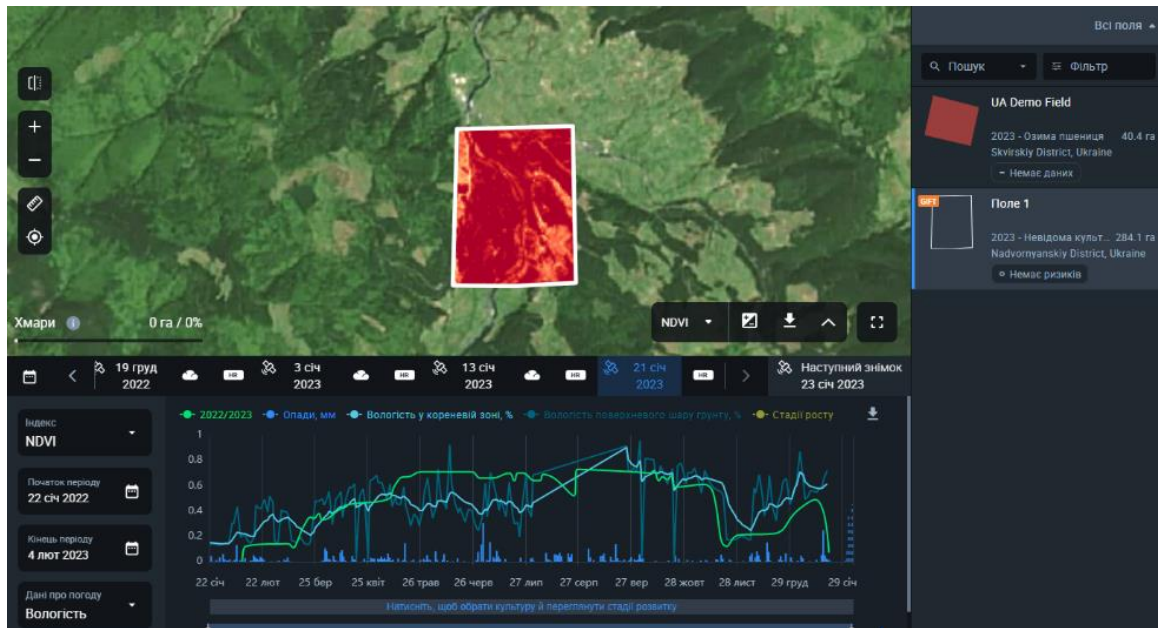 Всі поля
Пошук
Фільтр
UA Demo Field
2023 - Озима пшениця 40.4 га
Skvirskiy District, Ukraine
– Немає даних
GIFT
Поле 1
2023 - Невідома культ... 284.1 га
Nadvornyanskiy District, Ukraine
Немає ризиків
Хмари 0 га / 0%
NDVI
19 груд 2022
HR
3 січ 2023
HR
13 січ 2023
HR
21 січ 2023
HR
Наступний знімок
23 січ 2023
Індекс
NDVI
Початок періоду
22 січ 2022
Кінець періоду
4 лют 2023
Дані про погоду
Вологість
2022/2023 Опади, мм Вологість у кореневій зоні, % Вологість поверхневого шару грунту, % Стадії росту
1
0.8
0.6
0.4
0.2
0
22 січ 22 лют 25 бер 25 квіт 26 трав 26 черв 27 лип 27 серп 27 вер 28 жовт 28 лист 29 груд 29 січ
Натисніть, щоб обрати культуру й переглянути стадії розвитку